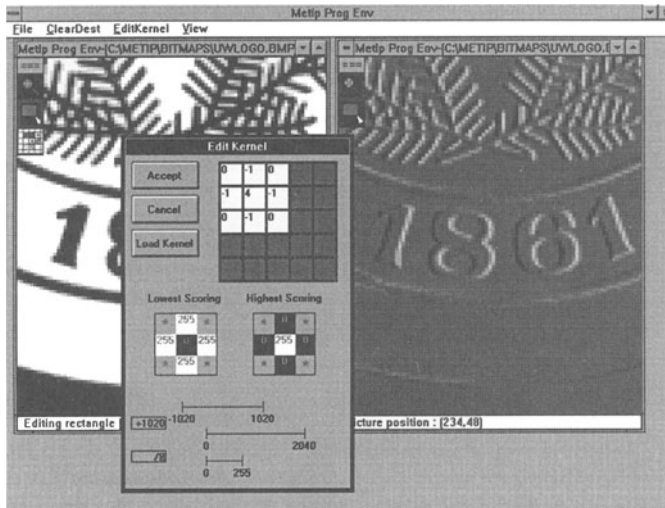 Metip Prog Env
File ClearDest EditKernel View
Metip Prog Env-[C:\METIP\BITMAPS\UWLOGO.BMP
Metip Prog Env-[C:\METIP\BITMAPS\UWLOGO.
Edit Kernel
Accept
Cancel
Load Kernel
0 -1 0
-1 4 -1
0 -1 0
18
1861
Lowest Scoring Highest Scoring
* 255 * * 0 *
255 0 255 0 255 0
* 255 * * 0 *
+1020 -1020 1020
0 2040
/8
0 255
Editing rectangle
icture position : (234,48)